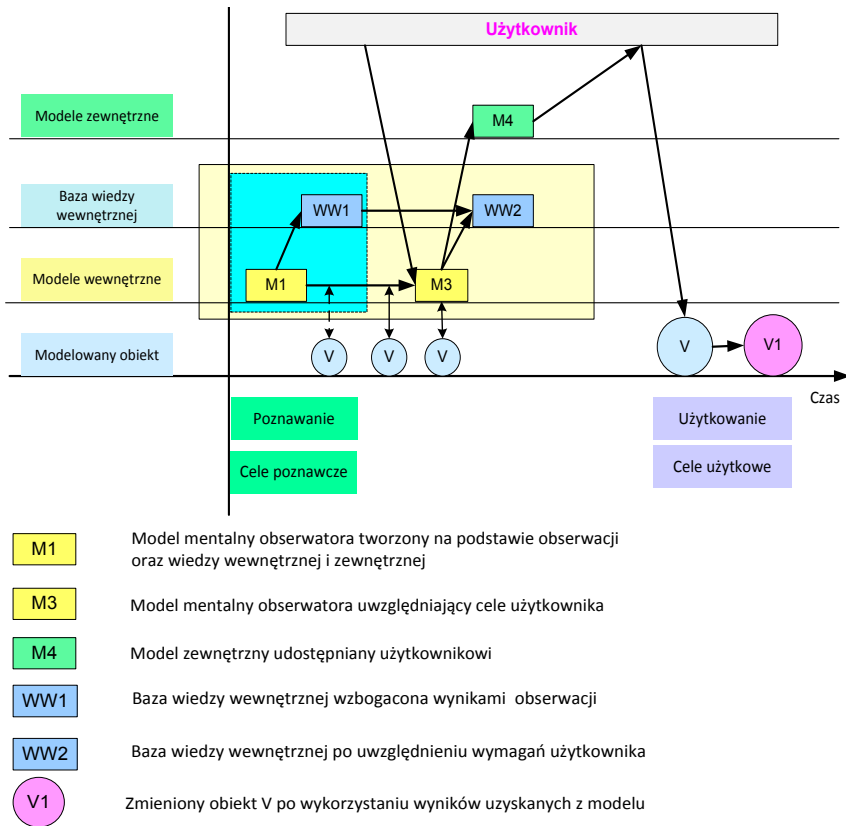 Użytkownik
Modele zewnętrzne
M4
Baza wiedzy
wewnętrznej
WW1
WW2
Modele wewnętrzne
M1
M3
Modelowany obiekt
V
V
V
V
V1
Czas
Poznawanie
Użytkowanie
Cele poznawcze
Cele użytkowe
M1
Model mentalny obserwatora tworzony na podstawie obserwacji
oraz wiedzy wewnętrznej i zewnętrznej
M3
Model mentalny obserwatora uwzględniający cele użytkownika
M4
Model zewnętrzny udostępniany użytkownikowi
WW1
Baza wiedzy wewnętrznej wzbogacona wynikami obserwacji
WW2
Baza wiedzy wewnętrznej po uwzględnieniu wymagań użytkownika
V1
Zmieniony obiekt V po wykorzystaniu wyników uzyskanych z modelu